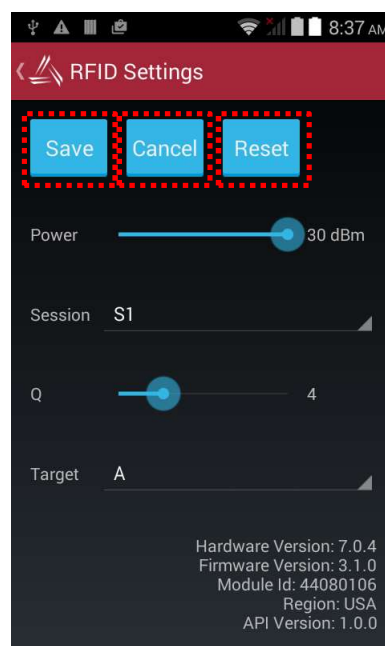 8:37 AM
RFID Settings
Save Cancel Reset
Power 30 dBm
Session S1
Q 4
Target A
Hardware Version: 7.0.4
Firmware Version: 3.1.0
Module Id: 44080106
Region: USA
API Version: 1.0.0